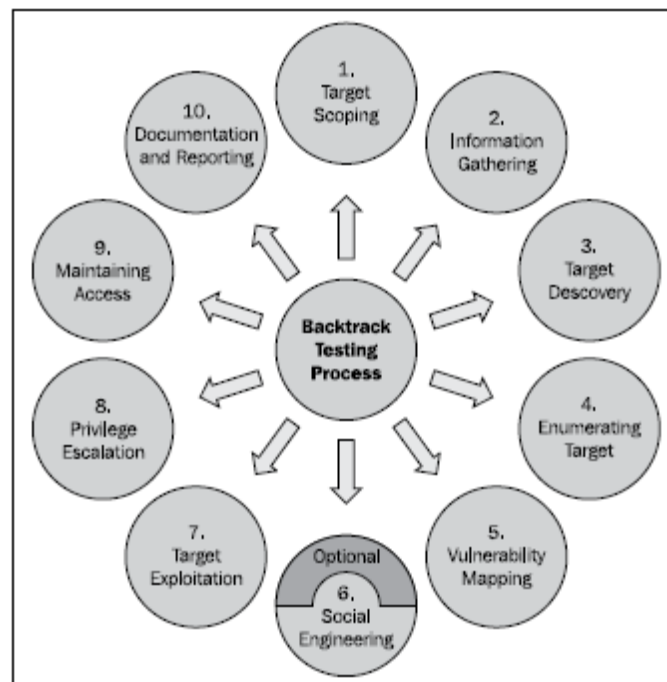 1.
Target
Scoping
2.
Information
Gathering
3.
Target
Descovery
4.
Enumerating
Target
5.
Vulnerability
Mapping
Optional
6.
Social
Engineering
7.
Target
Exploitation
8.
Privilege
Escalation
9.
Maintaining
Access
10.
Documentation
and Reporting
Backtrack
Testing
Process